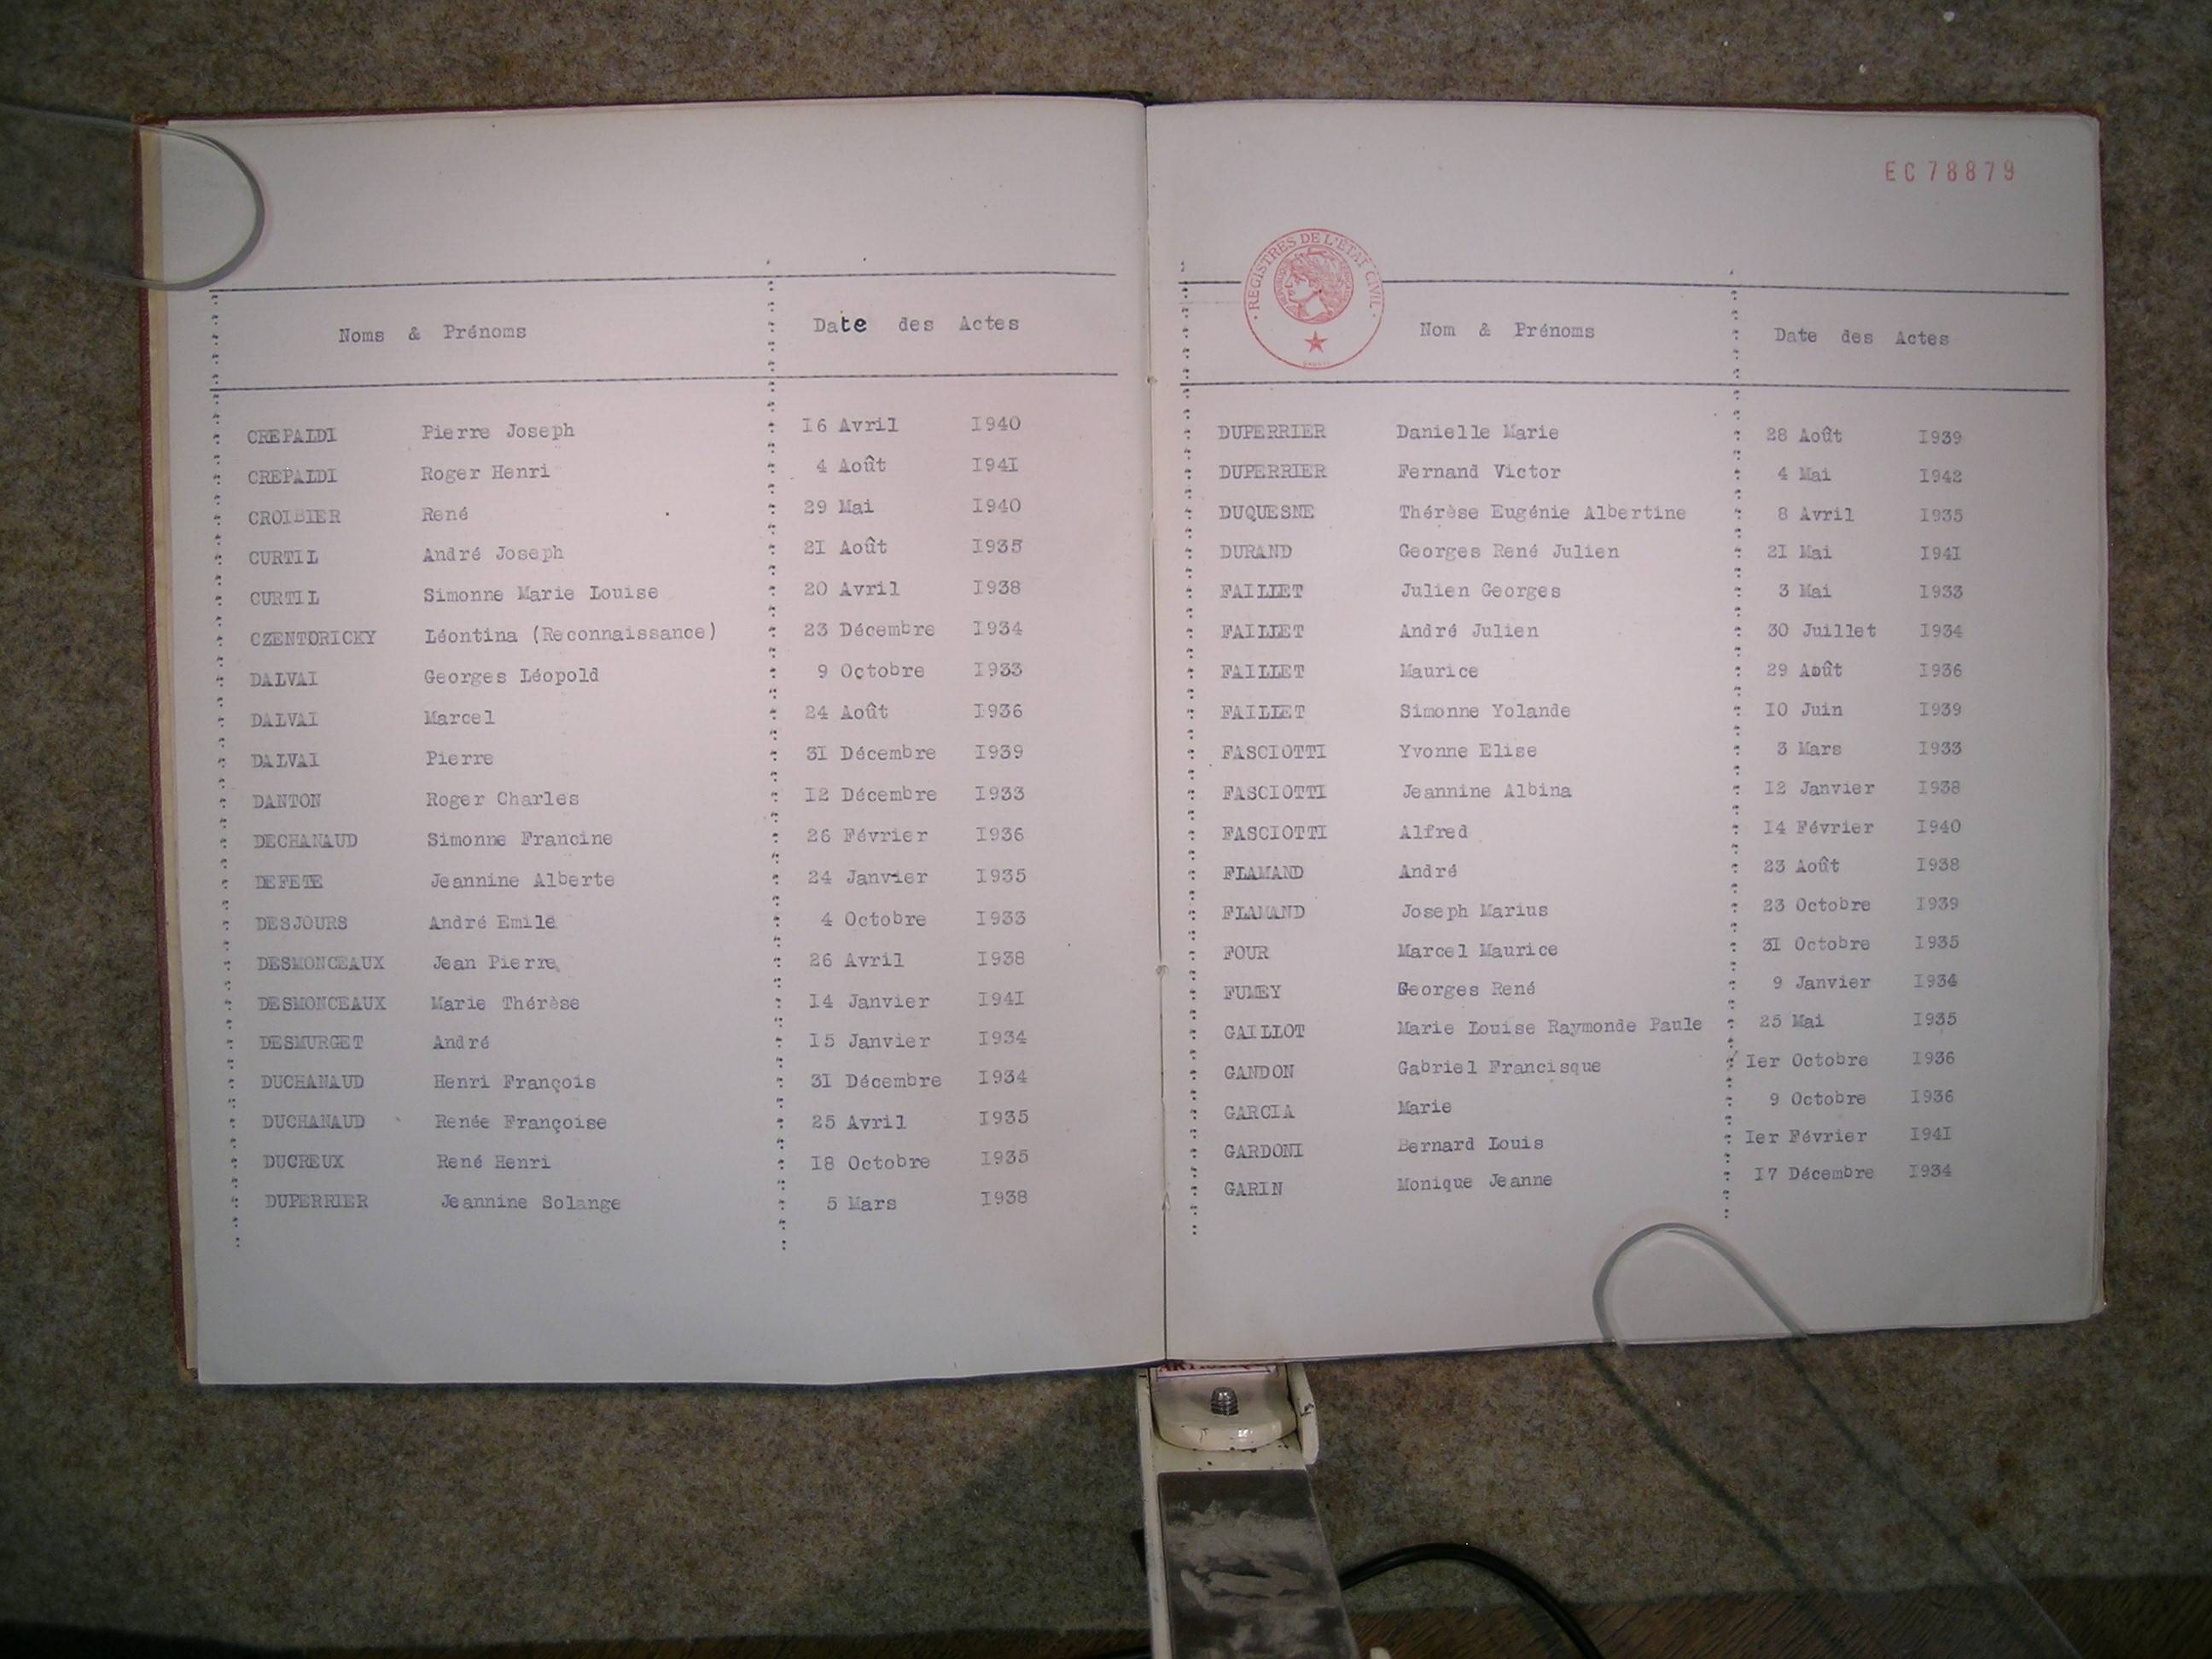 Noms & Prénoms Date des Actes
CREPALDI Pierre Joseph 16 Avril 1940
CREPALDI Roger Henri 4 Août 1941
CROIBIER René 29 Mai 1940
CURTIL André Joseph 21 Août 1935
CURTIL Simonne Marie Louise 20 Avril 1938
CZENTORICKY Léontina (Reconnaissance) 23 Décembre 1934
DALVAI Georges Léopold 9 Octobre 1933
DALVAI Marcel 24 Août 1936
DALVAI Pierre 31 Décembre 1939
DANTON Roger Charles 12 Décembre 1933
DECHANAUD Simonne Francine 26 Février 1936
DEFETE Jeannine Alberte 24 Janvier 1935
DESJOURS André Emile 4 Octobre 1933
DESMONCEAUX Jean Pierre 26 Avril 1938
DESMONCEAUX Marie Thérèse 14 Janvier 1941
DESMURGET André 15 Janvier 1934
DUCHANAUD Henri François 31 Décembre 1934
DUCHANAUD Renée Françoise 25 Avril 1935
DUCREUX René Henri 18 Octobre 1935
DUPERRIER Jeannine Solange 5 Mars 1938
EC78879
REGISTRES DE L'ÉTAT CIVIL
Nom & Prénoms Date des Actes
DUPERRIER Danielle Marie 28 Août 1939
DUPERRIER Fernand Victor 4 Mai 1942
DUQUESNE Thérèse Eugénie Albertine 8 Avril 1935
DURAND Georges René Julien 21 Mai 1941
FAILLET Julien Georges 3 Mai 1933
FAILLET André Julien 30 Juillet 1934
FAILLET Maurice 29 Août 1936
FAILLET Simonne Yolande 10 Juin 1939
FASCIOTTI Yvonne Elise 3 Mars 1933
FASCIOTTI Jeannine Albina 12 Janvier 1938
FASCIOTTI Alfred 14 Février 1940
FLAMAND André 23 Août 1938
FLAMAND Joseph Marius 23 Octobre 1939
FOUR Marcel Maurice 31 Octobre 1935
FUMEY Georges René 9 Janvier 1934
GAILLOT Marie Louise Raymonde Paule 25 Mai 1935
GANDON Gabriel Francisque 1er Octobre 1936
GARCIA Marie 9 Octobre 1936
GARDONI Bernard Louis 1er Février 1941
GARIN Monique Jeanne 17 Décembre 1934